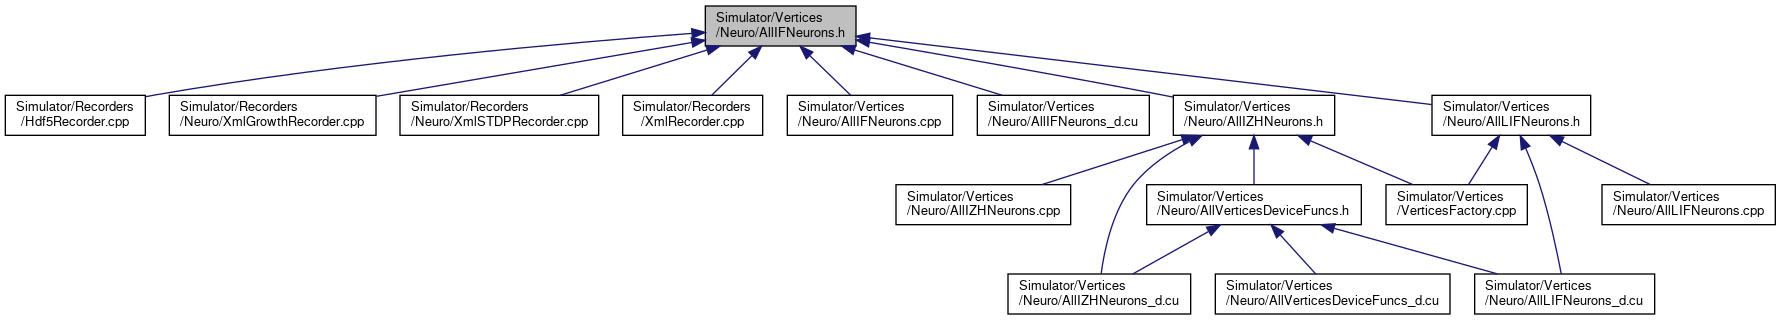 Simulator/Vertices
/Neuro/AllIFNeurons.h
Simulator/Recorders
/Hdf5Recorder.cpp
Simulator/Recorders
/Neuro/XmlGrowthRecorder.cpp
Simulator/Recorders
/Neuro/XmlSTDPRecorder.cpp
Simulator/Recorders
/XmlRecorder.cpp
Simulator/Vertices
/Neuro/AllIFNeurons.cpp
Simulator/Vertices
/Neuro/AllIFNeurons_d.cu
Simulator/Vertices
/Neuro/AllIZHNeurons.h
Simulator/Vertices
/Neuro/AllLIFNeurons.h
Simulator/Vertices
/Neuro/AllIZHNeurons.cpp
Simulator/Vertices
/Neuro/AllVerticesDeviceFuncs.h
Simulator/Vertices
/VerticesFactory.cpp
Simulator/Vertices
/Neuro/AllLIFNeurons.cpp
Simulator/Vertices
/Neuro/AllIZHNeurons_d.cu
Simulator/Vertices
/Neuro/AllVerticesDeviceFuncs_d.cu
Simulator/Vertices
/Neuro/AllLIFNeurons_d.cu